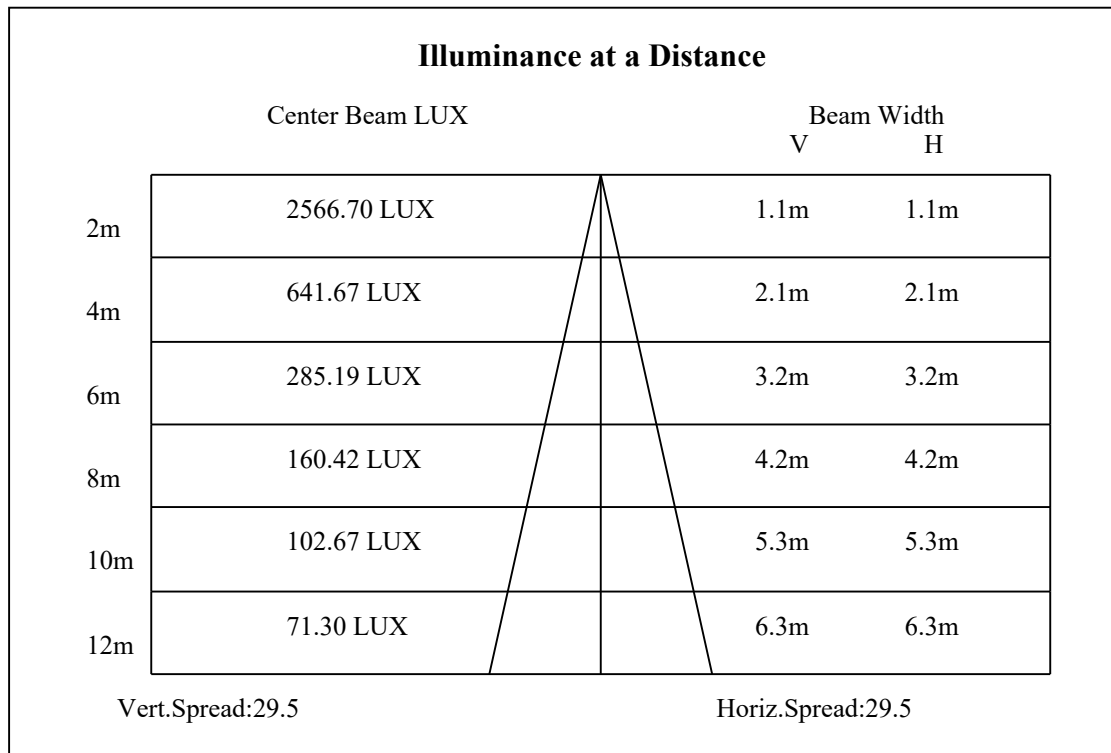 Illuminance at a Distance
Center Beam LUX Beam Width
V H
2m 2566.70 LUX 1.1m 1.1m
4m 641.67 LUX 2.1m 2.1m
6m 285.19 LUX 3.2m 3.2m
8m 160.42 LUX 4.2m 4.2m
10m 102.67 LUX 5.3m 5.3m
12m 71.30 LUX 6.3m 6.3m
Vert.Spread:29.5 Horiz.Spread:29.5